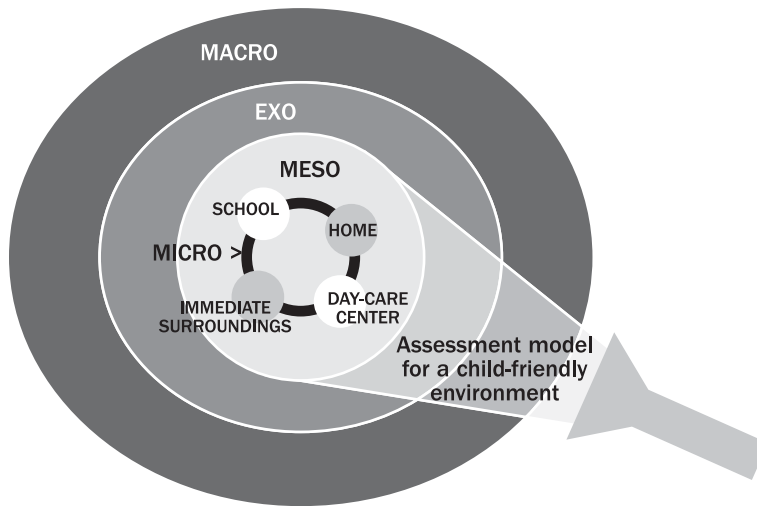 MACRO
EXO
MESO
SCHOOL
HOME
MICRO >
IMMEDIATE
SURROUNDINGS
DAY-CARE
CENTER
Assessment model
for a child-friendly
environment